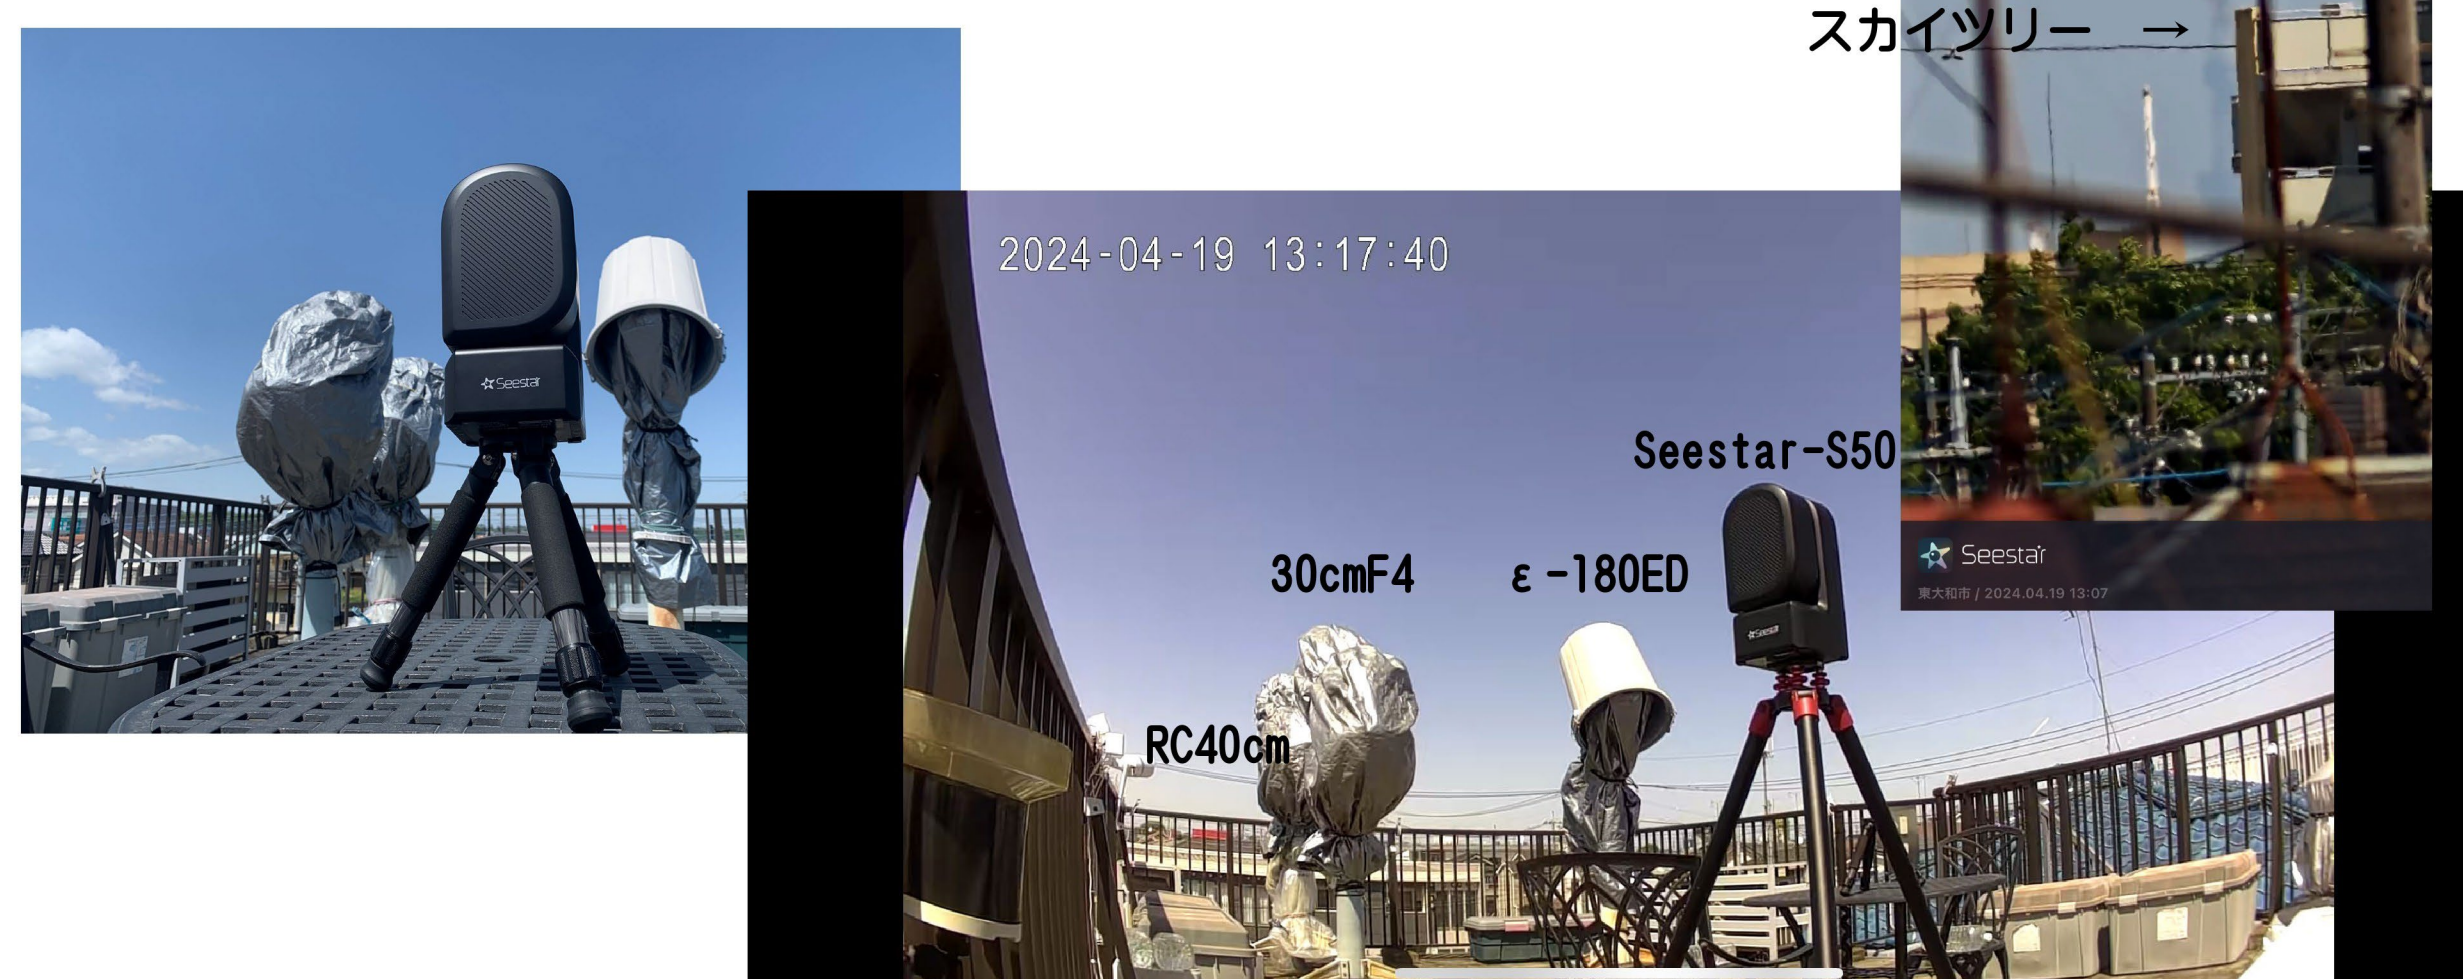 スカイツリー →
Seestar
2024-04-19 13:17:40
Seestar-S50
30cmF4
ε-180ED
RC40cm
Seestar
Seestar
東大和市 / 2024.04.19 13:07